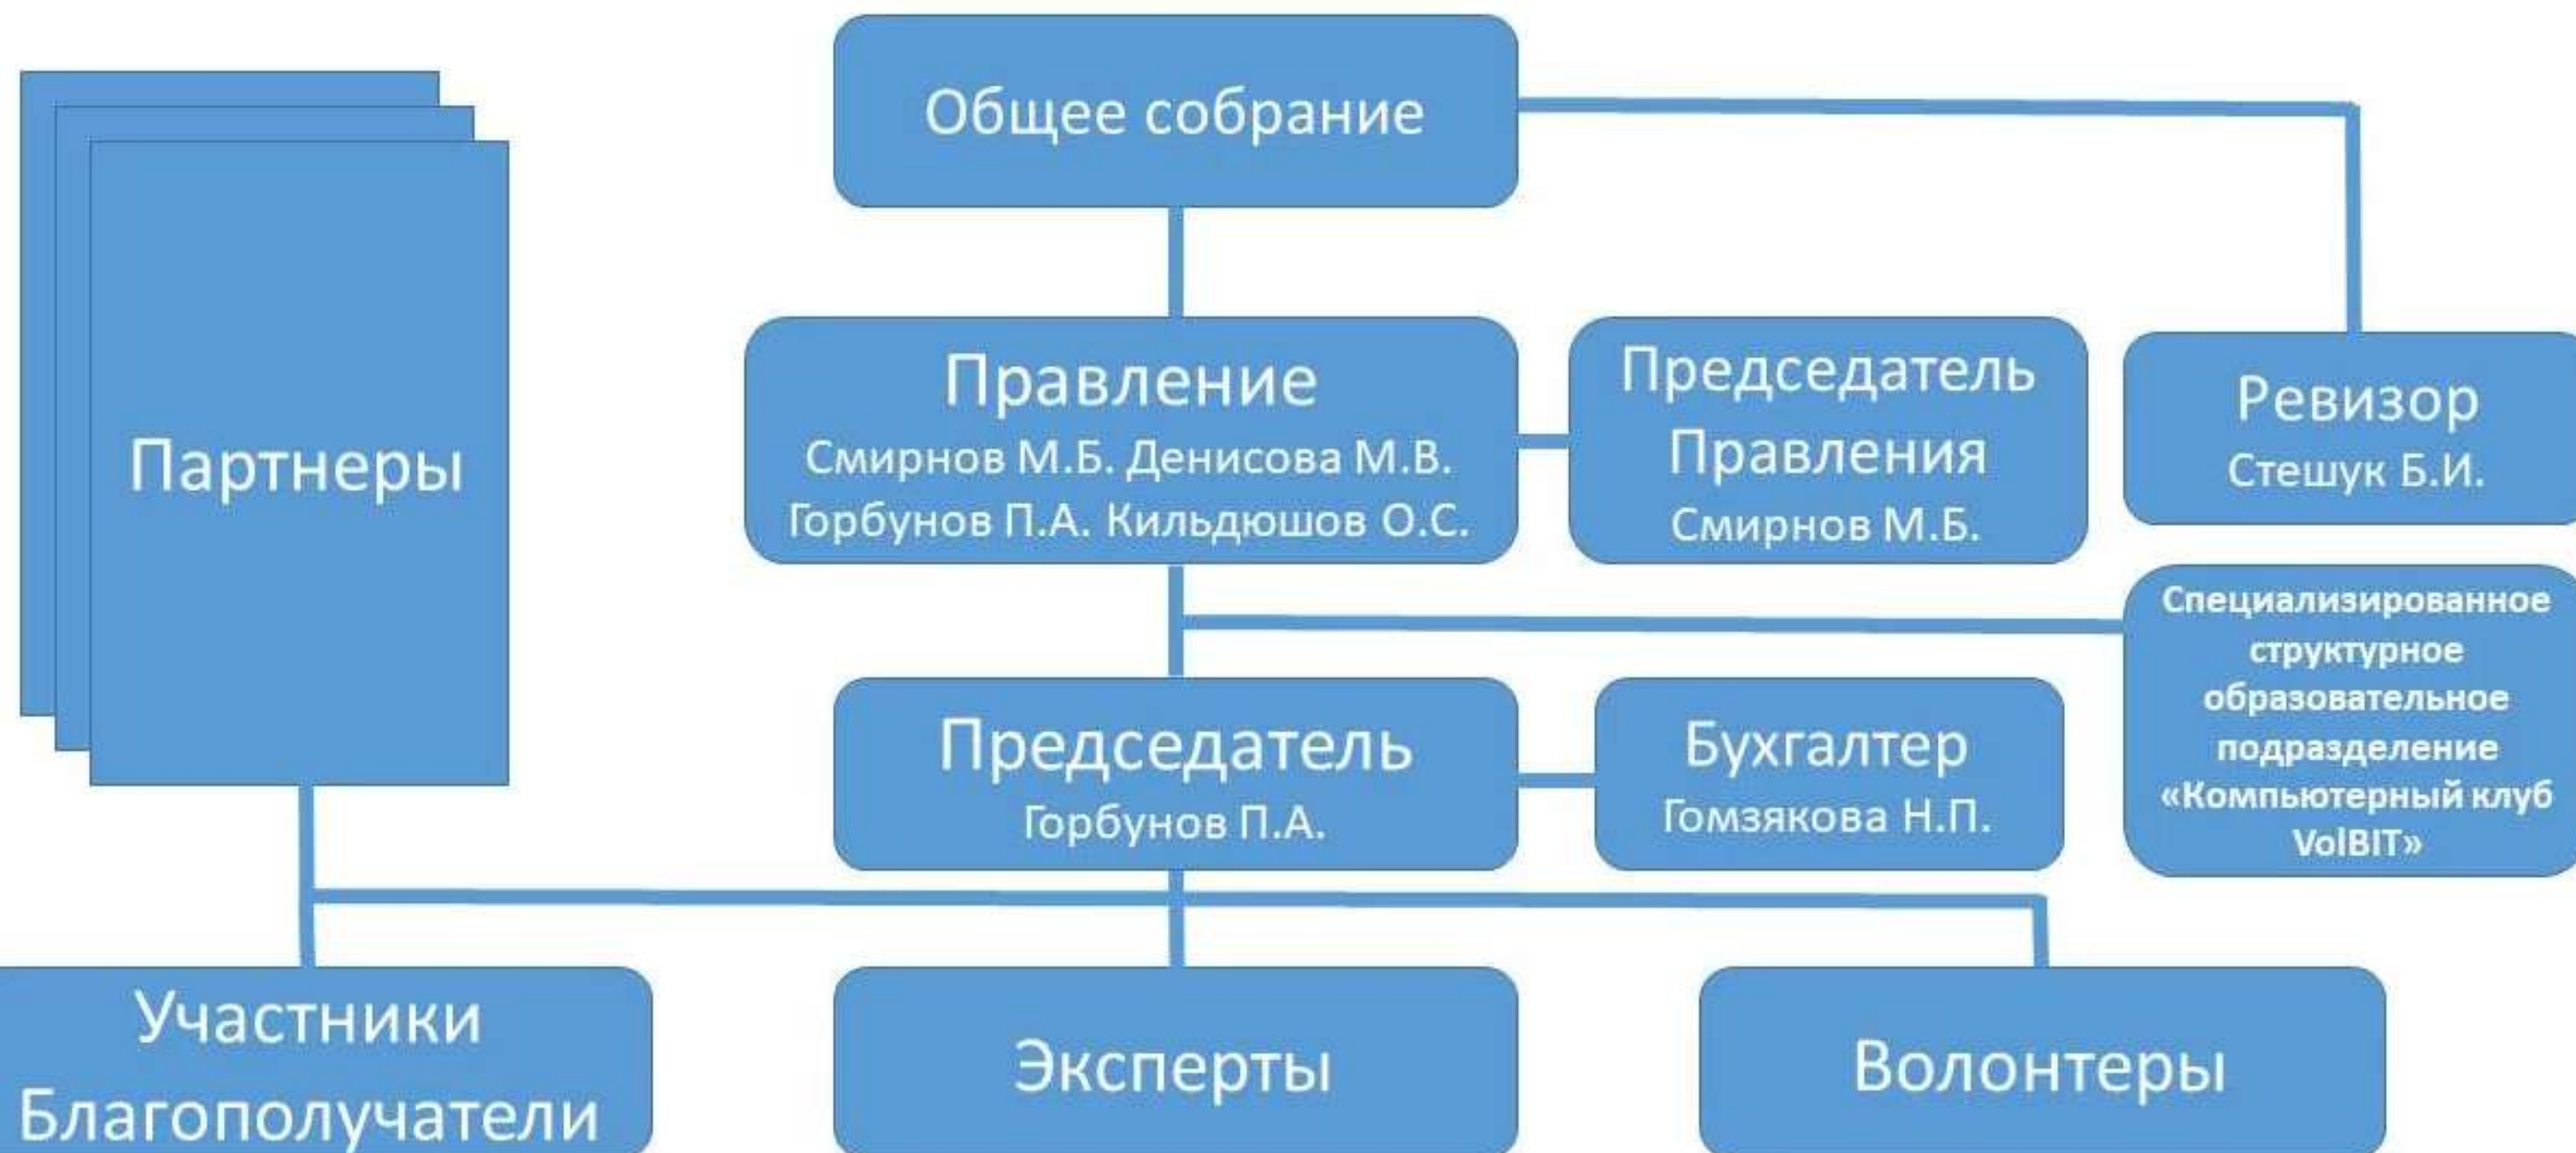 Общее собрание
Партнеры
Правление
Смирнов М.Б. Денисова М.В.
Горбунов П.А. Кильдюшов О.С.
Председатель
Правления
Смирнов М.Б.
Ревизор
Стешук Б.И.
Специализированное
структурное
образовательное
подразделение
«Компьютерный клуб
VolBIT»
Председатель
Горбунов П.А.
Бухгалтер
Гомзякова Н.П.
Участники
Благополучатели
Эксперты
Волонтеры